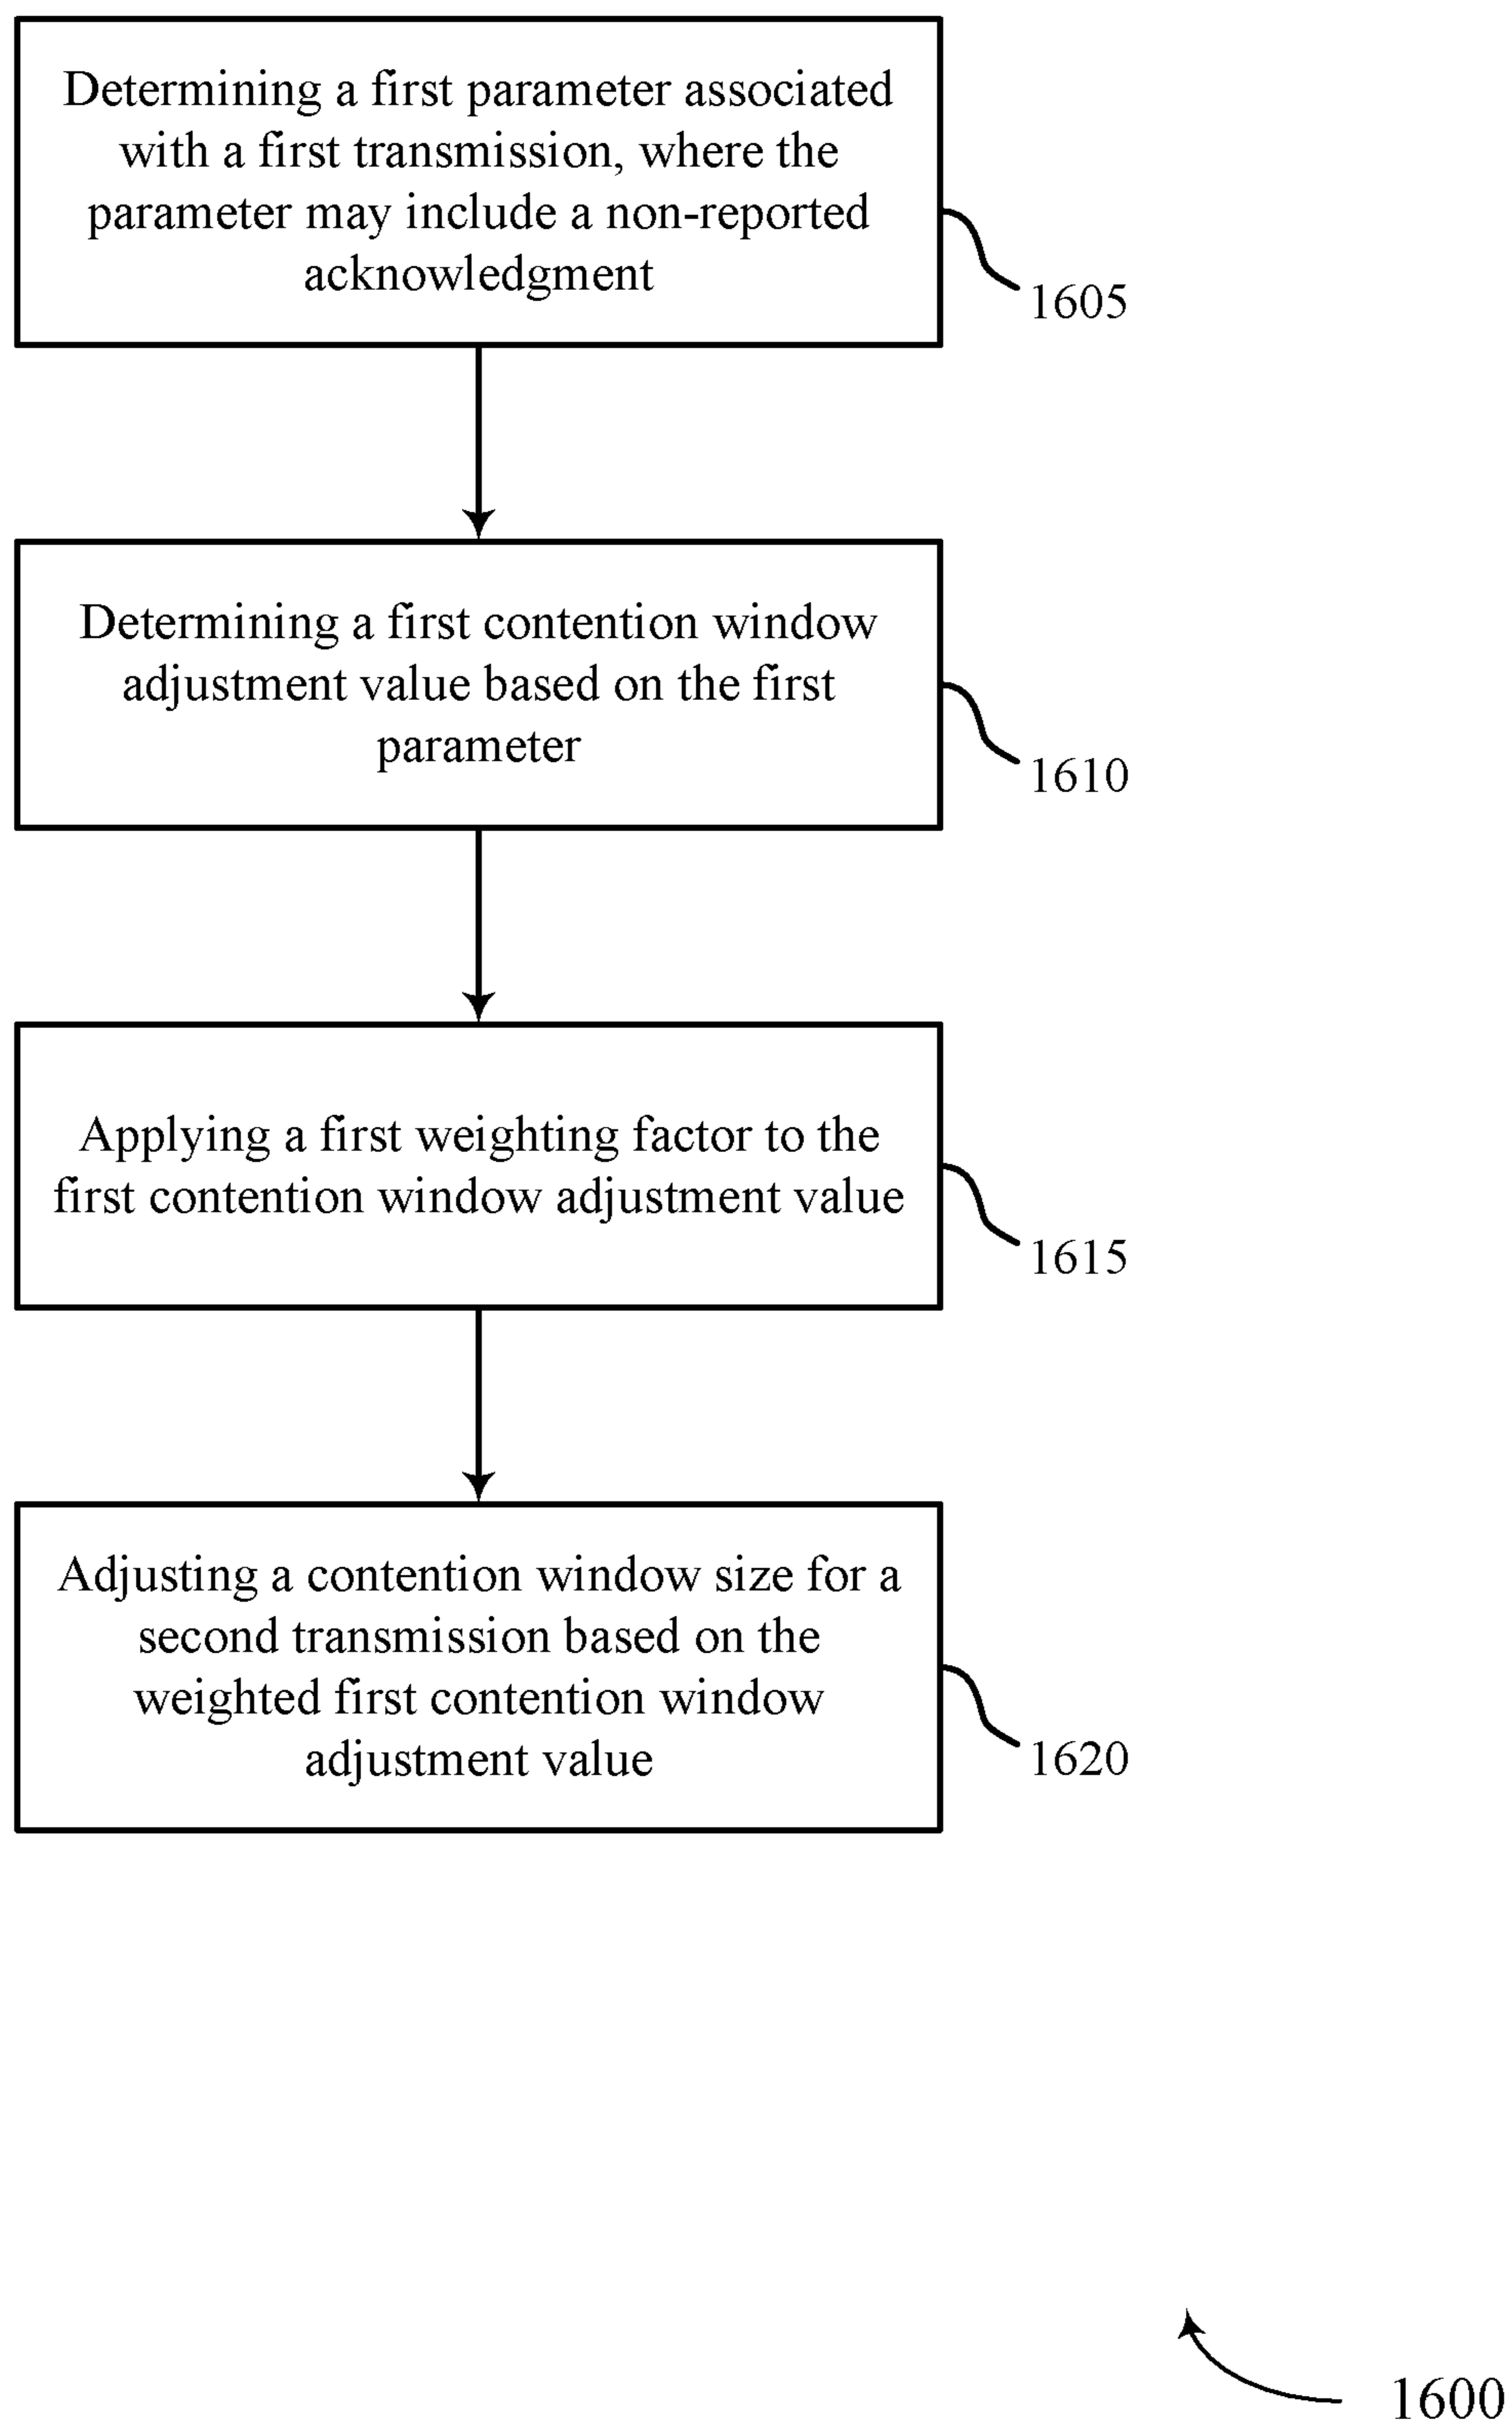 Determining a first parameter associated
with a first transmission, where the
parameter may include a non-reported
acknowledgment
1605
Determining a first contention window
adjustment value based on the first
parameter
1610
Applying a first weighting factor to the
first contention window adjustment value
1615
Adjusting a contention window size for a
second transmission based on the
weighted first contention window
adjustment value
1620
1600